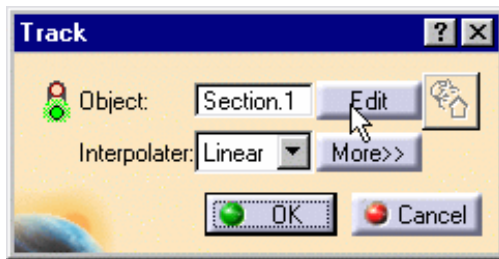 Track ? X
Object: Section.1 Edit
Interpolater: Linear More>>
OK Cancel